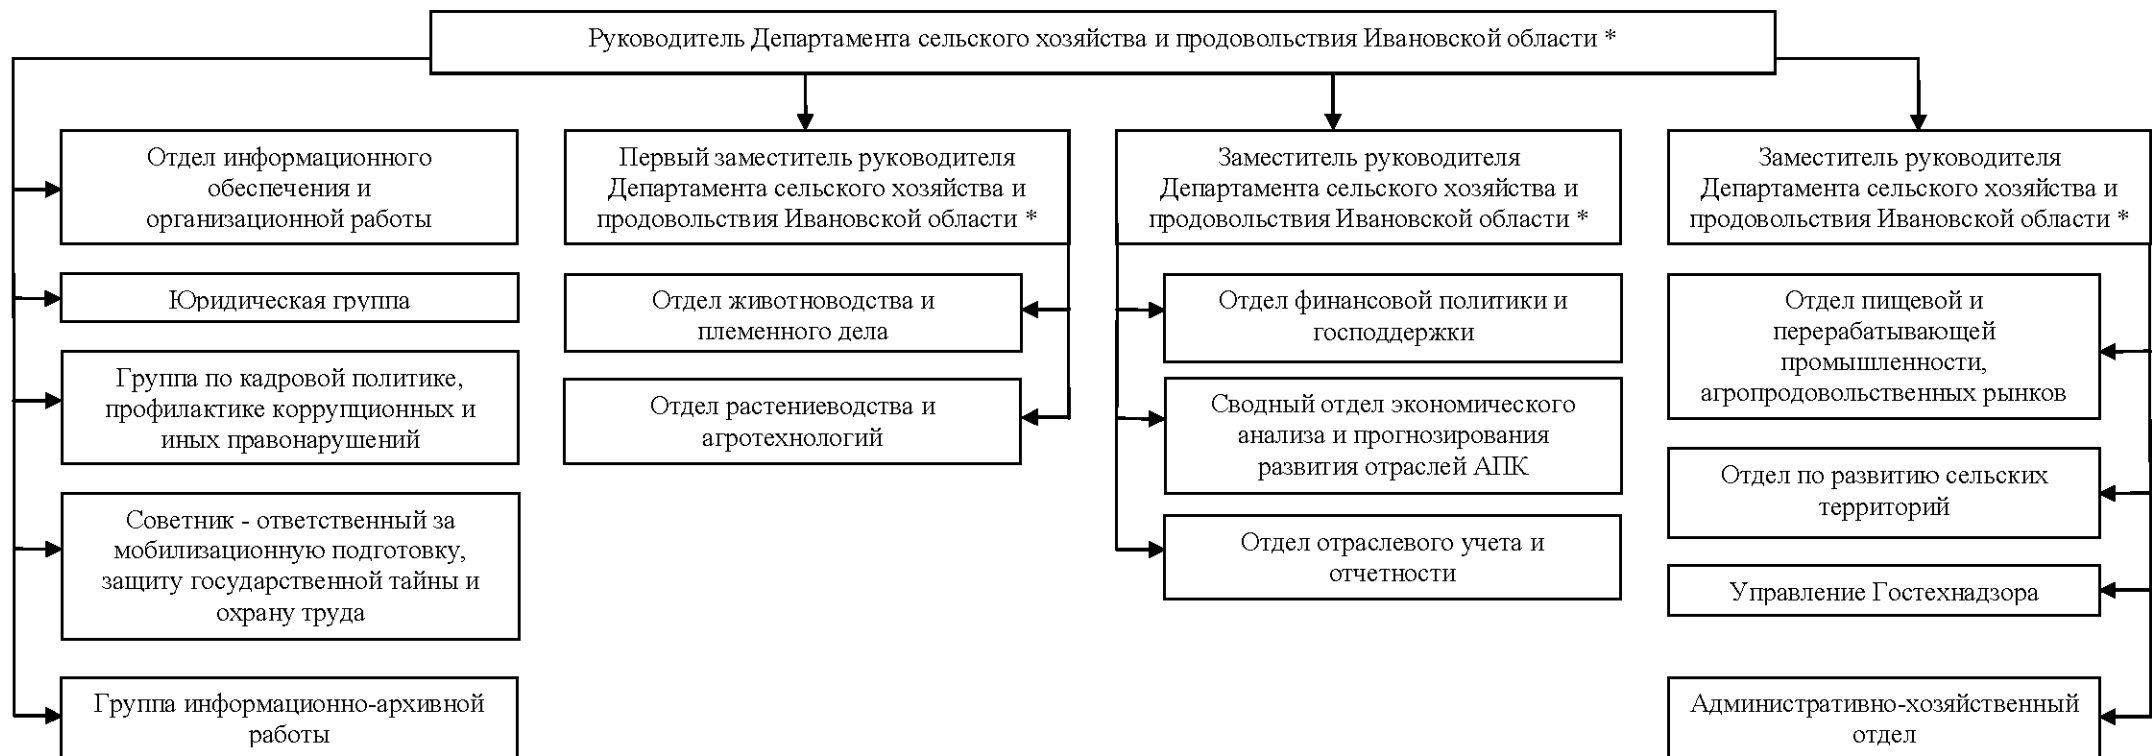 Руководитель Департамента сельского хозяйства и продовольствия Ивановской области *
Отдел информационного
обеспечения и
организационной работы
Юридическая группа
Группа по кадровой политике,
профилактике коррупционных и
иных правонарушений
Советник - ответственный за
мобилизационную подготовку,
защиту государственной тайны и
охрану труда
Группа информационно-архивной
работы
Первый заместитель руководителя
Департамента сельского хозяйства и
продовольствия Ивановской области *
Отдел животноводства и
племенного дела
Отдел растениеводства и
агротехнологий
Заместитель руководителя
Департамента сельского хозяйства и
продовольствия Ивановской области *
Отдел финансовой политики и
господдержки
Сводный отдел экономического
анализа и прогнозирования
развития отраслей АПК
Отдел отраслевого учета и
отчетности
Заместитель руководителя
Департамента сельского хозяйства и
продовольствия Ивановской области *
Отдел пищевой и
перерабатывающей
промышленности,
агропродовольственных рынков
Отдел по развитию сельских
территорий
Управление Гостехнадзора
Административно-хозяйственный
отдел